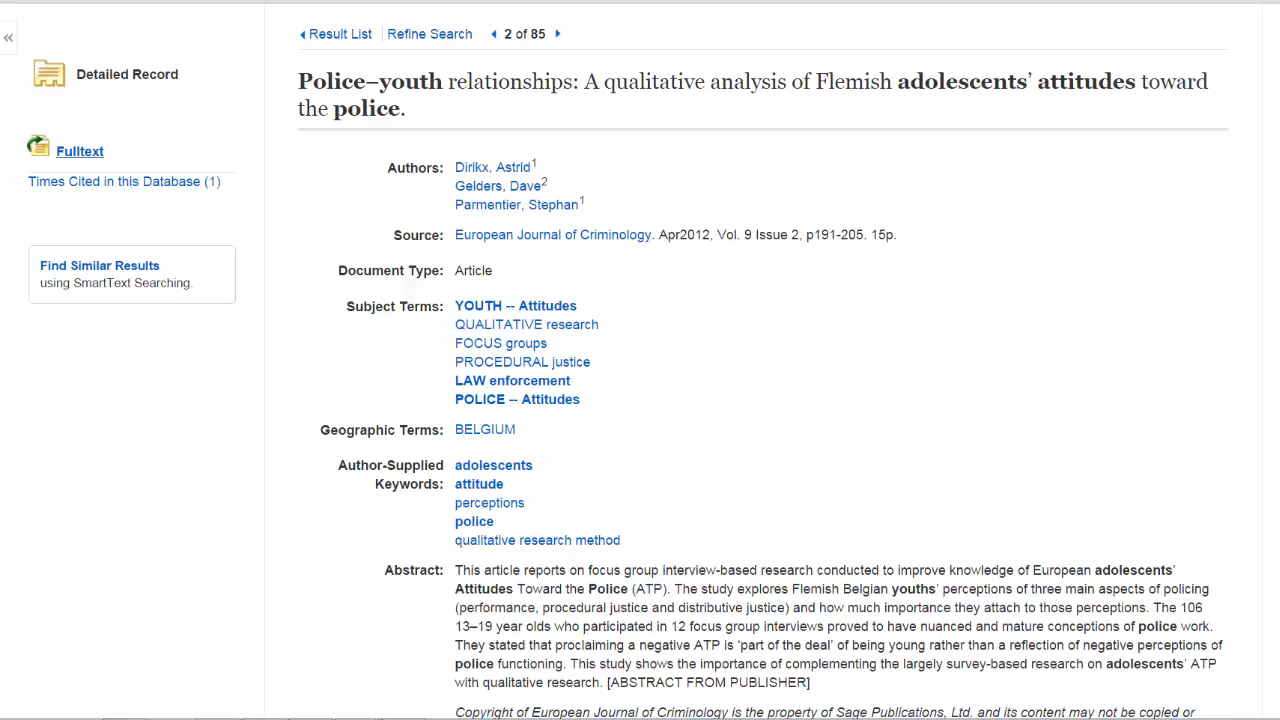 «
Result List Refine Search 2 of 85
Detailed Record
Police–youth relationships: A qualitative analysis of Flemish adolescents’ attitudes toward
the police.
Fulltext
Times Cited in this Database (1)
Find Similar Results
using SmartText Searching.
Authors: Dirikx, Astrid1
Gelders, Dave2
Parmentier, Stephan1
Source: European Journal of Criminology. Apr2012, Vol. 9 Issue 2, p191-205. 15p.
Document Type: Article
Subject Terms: YOUTH -- Attitudes
QUALITATIVE research
FOCUS groups
PROCEDURAL justice
LAW enforcement
POLICE -- Attitudes
Geographic Terms: BELGIUM
Author-Supplied adolescents
Keywords: attitude
perceptions
police
qualitative research method
Abstract: This article reports on focus group interview-based research conducted to improve knowledge of European adolescents’
Attitudes Toward the Police (ATP). The study explores Flemish Belgian youths’ perceptions of three main aspects of policing
(performance, procedural justice and distributive justice) and how much importance they attach to those perceptions. The 106
13–19 year olds who participated in 12 focus group interviews proved to have nuanced and mature conceptions of police work.
They stated that proclaiming a negative ATP is ‘part of the deal’ of being young rather than a reflection of negative perceptions of
police functioning. This study shows the importance of complementing the largely survey-based research on adolescents’ ATP
with qualitative research. [ABSTRACT FROM PUBLISHER]
Copyright of European Journal of Criminology is the property of Sage Publications, Ltd. and its content may not be copied or